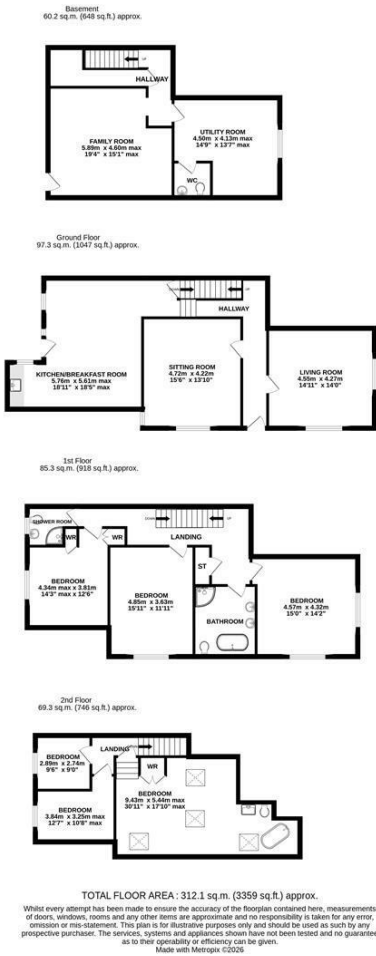 Basement
60.2 sq.m. (648 sq.ft.) approx.
UP
HALLWAY
FAMILY ROOM
5.89m x 4.60m max
19'4" x 15'1" max
UTILITY ROOM
4.50m x 4.13m max
14'9" x 13'7" max
WC
Ground Floor
97.3 sq.m. (1047 sq.ft.) approx.
DOWN
UP
HALLWAY
KITCHEN/BREAKFAST ROOM
5.76m x 5.61m max
18'11" x 18'5" max
SITTING ROOM
4.72m x 4.22m
15'6" x 13'10"
LIVING ROOM
4.55m x 4.27m
14'11" x 14'0"
1st Floor
85.3 sq.m. (918 sq.ft.) approx.
SHOWER ROOM
DOWN
UP
WR
WR
LANDING
BEDROOM
4.34m max x 3.81m
14'3" max x 12'6"
BEDROOM
4.85m x 3.63m
15'11" x 11'11"
ST
BATHROOM
BEDROOM
4.57m x 4.32m
15'0" x 14'2"
2nd Floor
69.3 sq.m. (746 sq.ft.) approx.
BEDROOM
2.89m x 2.74m
9'6" x 9'0"
LANDING
WR
BEDROOM
9.43m x 5.44m max
30'11" x 17'10" max
BEDROOM
3.84m x 3.25m max
12'7" x 10'8" max
TOTAL FLOOR AREA : 312.1 sq.m. (3359 sq.ft.) approx.
Whilst every attempt has been made to ensure the accuracy of the floorplan contained here, measurements
of doors, windows, rooms and any other items are approximate and no responsibility is taken for any error,
omission or mis-statement. This plan is for illustrative purposes only and should be used as such by any
prospective purchaser. The services, systems and appliances shown have not been tested and no guarantee
as to their operability or efficiency can be given.
Made with Metropix ©2026